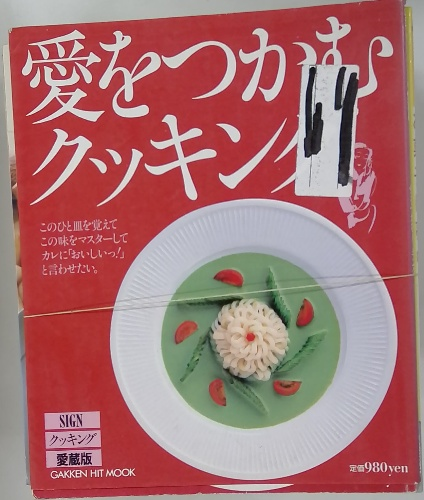 愛をつかむ
クッキング
このひと皿を覚えて
この味をマスターして
カレに「おいしいっ!」
と言わせたい。
SIGN
クッキング
愛蔵版
GAKKEN HIT MOOK
定価980yen